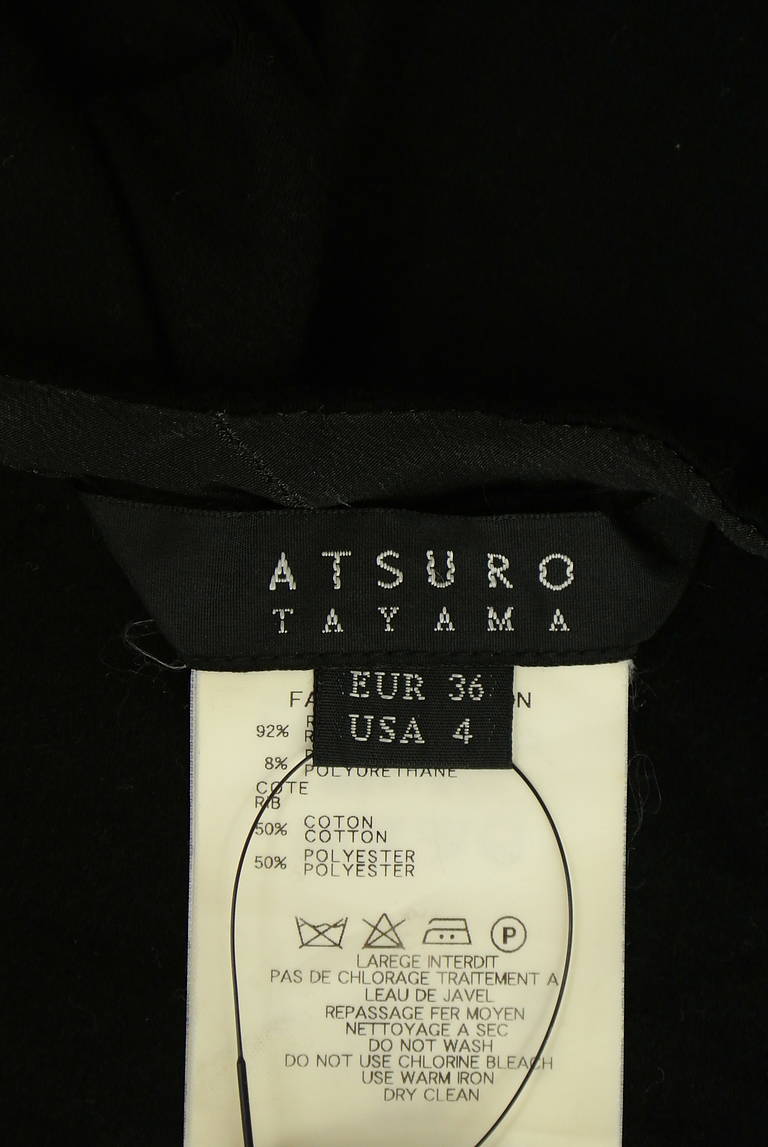 ATSURO
TAYAMA
EUR 36
USA 4
92%
8%
POLYURETHANE
COTE
RIB
50% COTON
COTTON
50% POLYESTER
POLYESTER
P
LAREGE INTERDIT
PAS DE CHLORAGE TRAITEMENT A
LEAU DE JAVEL
REPASSAGE FER MOYEN
NETTOYAGE A SEC
DO NOT WASH
DO NOT USE CHLORINE BLEACH
USE WARM IRON
DRY CLEAN